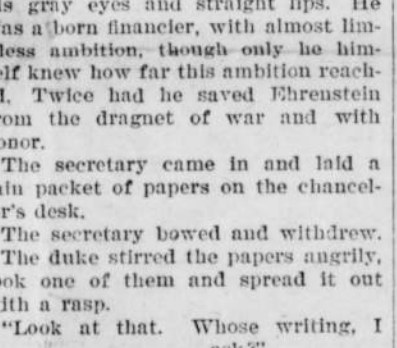 is gray eyes and straight lips. He
as a born financier, with almost lim-
less ambition, though only he him-
elf knew how far this ambition reach-
d. Twice had he saved Ehrenstein
rom the dragnet of war and with
onor.
The secretary came in and laid a
in packet of papers on the chancel-
r's desk.
The secretary bowed and withdrew.
The duke stirred the papers angrily,
ook one of them and spread it out
ith a rasp.
"Look at that. Whose writing, I
ask?"